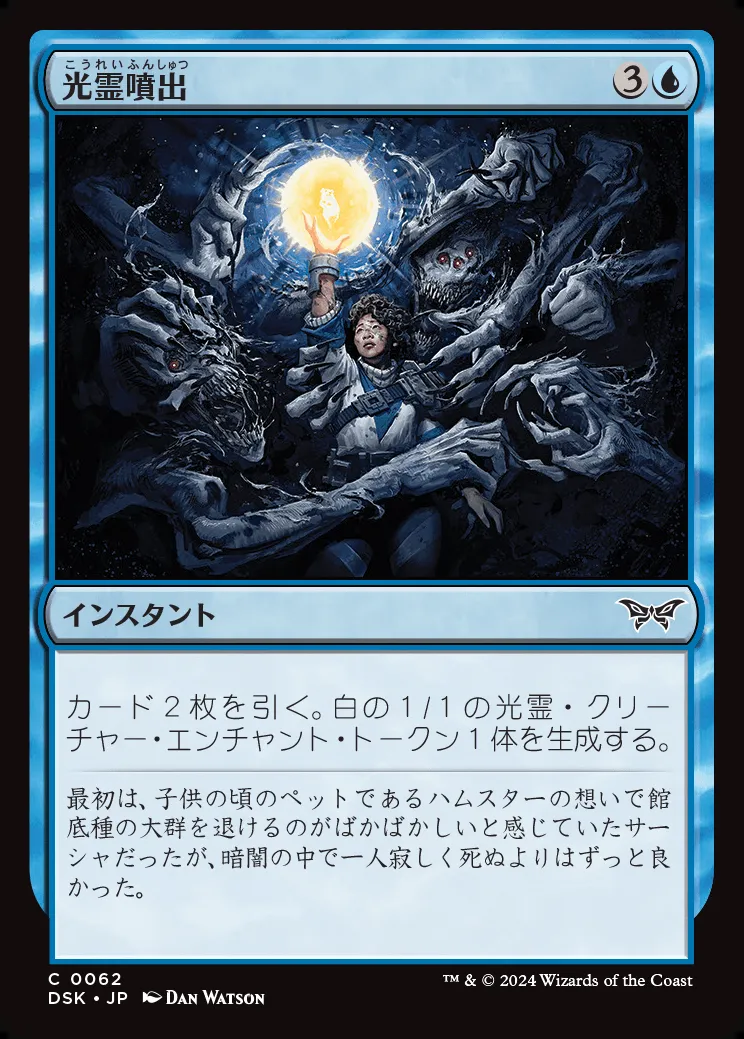 こうれいふんしゅつ
光霊噴出
3
インスタント
カード2枚を引く。白の1/1の光霊・クリー
チャー・エンチャント・トークン1体を生成する。
最初は、子供の頃のペットであるハムスターの想いで館
底種の大群を退けるのがばかばかしいと感じていたサー
シャだったが、暗闇の中で一人寂しく死ぬよりはずっと良
かった。
C 0062
DSK • JP Dan Watson
™ & © 2024 Wizards of the Coast